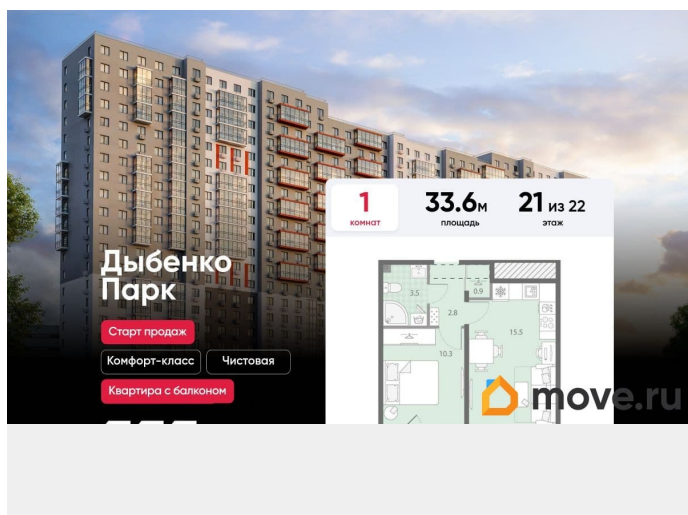 1
комнат
33.6м
площадь
21 из 22
этаж
Дыбенко
Парк
Старт продаж
Комфорт-класс
Чистовая
Квартира с балконом
3.5
0.9
2.8
15.5
10.3
move.ru